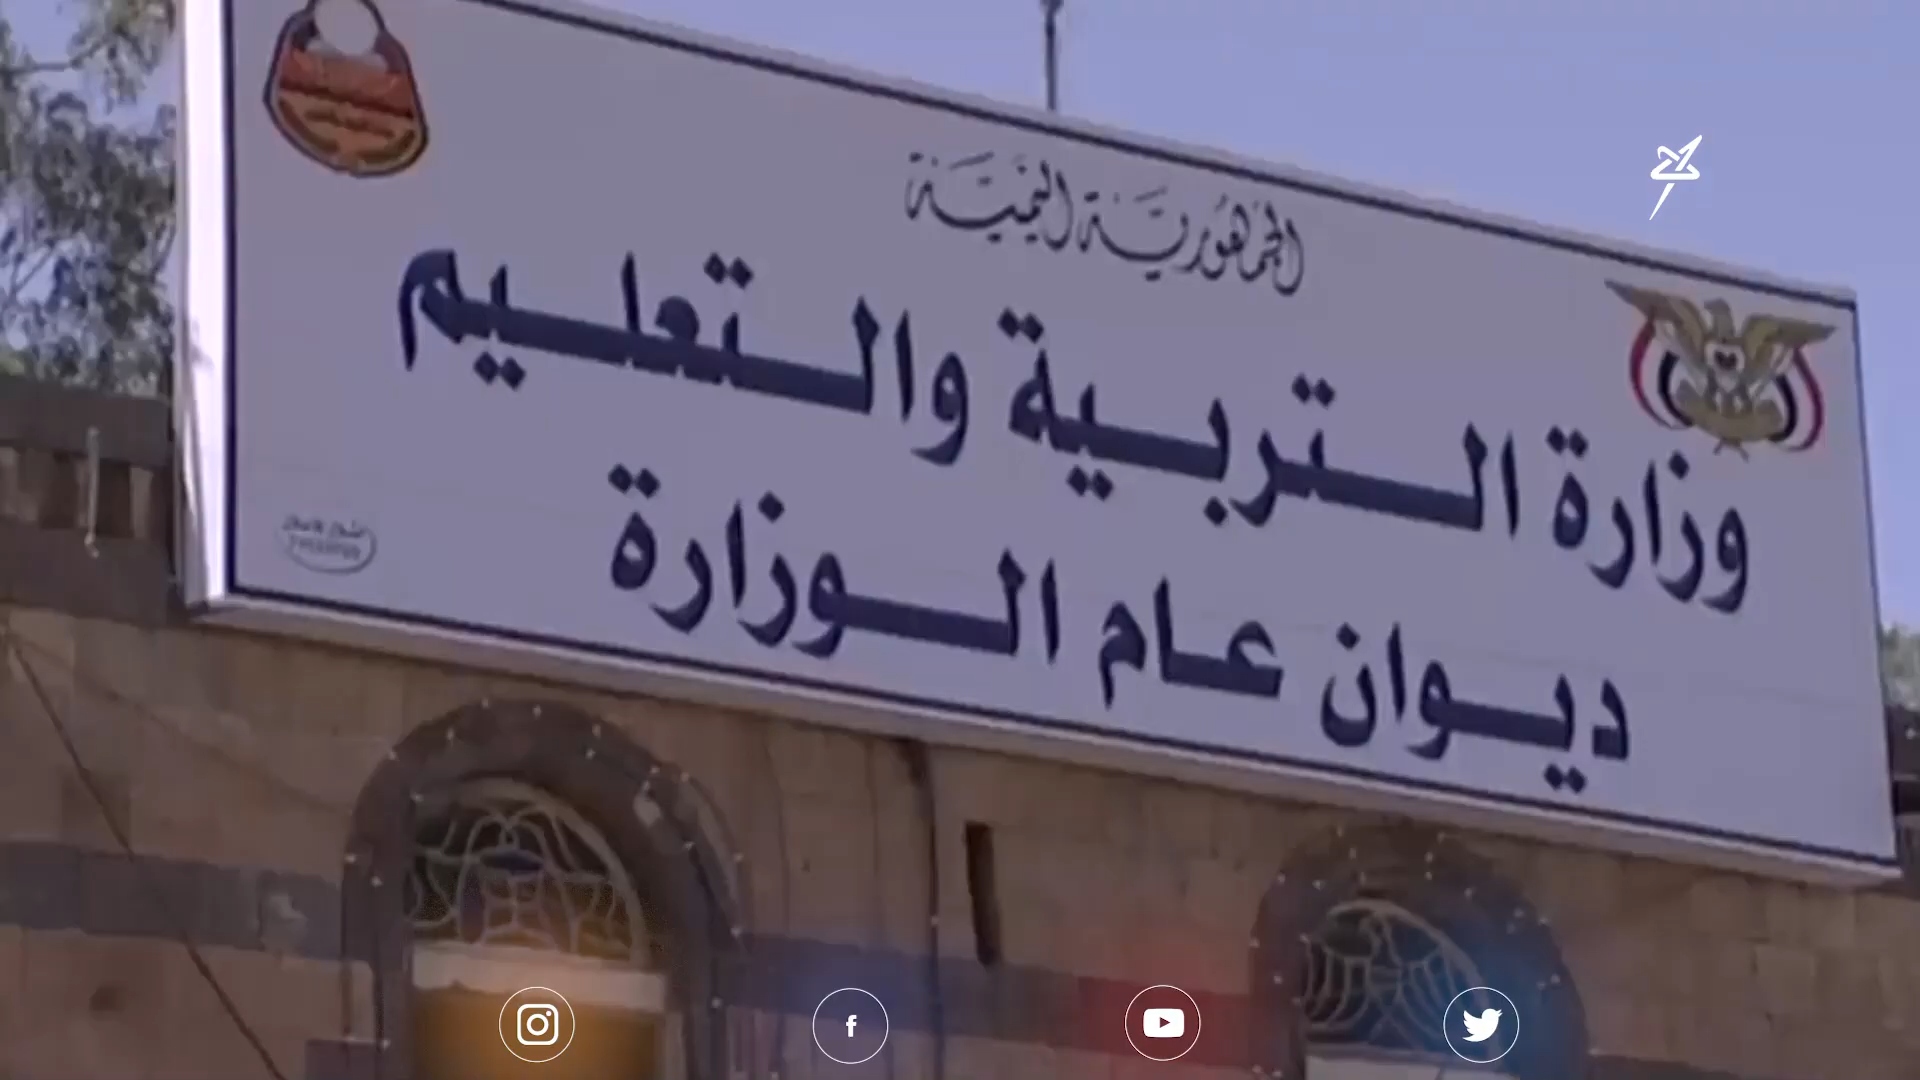 الجمهورية اليمنية
وزارة التربية والتعليم
ديوان عام الوزارة